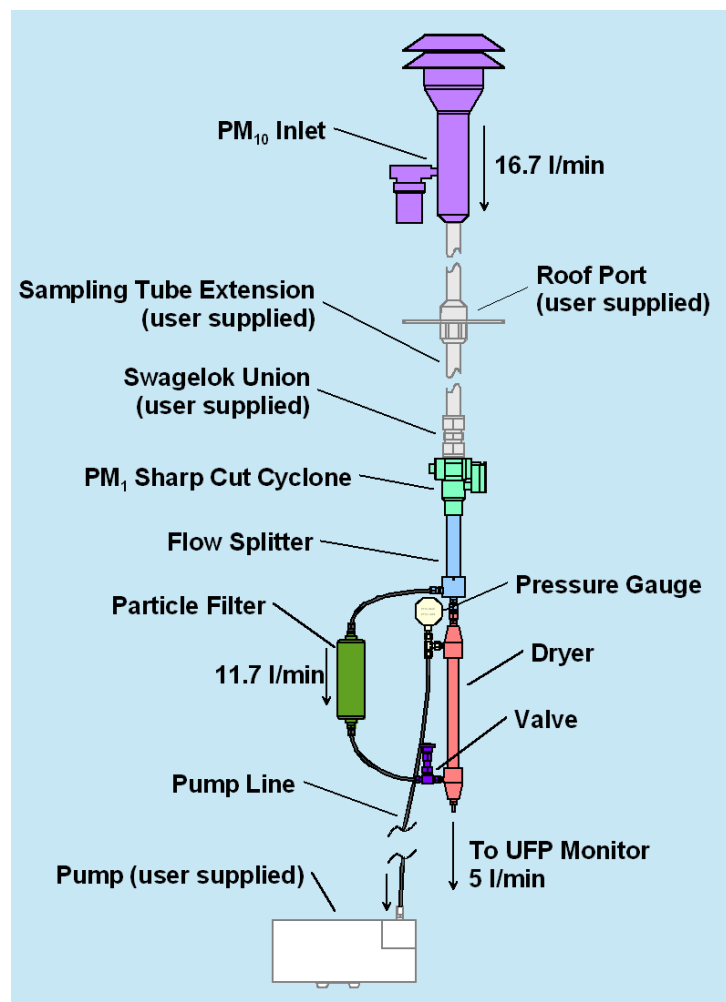 PM₁₀ Inlet
16.7 l/min
Roof Port
(user supplied)
Sampling Tube Extension
(user supplied)
Swagelok Union
(user supplied)
PM₁ Sharp Cut Cyclone
Flow Splitter
Pressure Gauge
Particle Filter
Dryer
11.7 l/min
Valve
Pump Line
To UFP Monitor
5 l/min
Pump (user supplied)